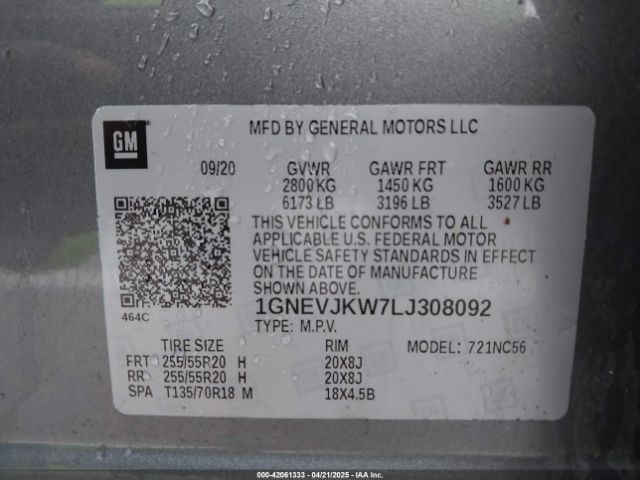 GM
MFD BY GENERAL MOTORS LLC
09/20 GVWR GAWR FRT GAWR RR
2800 KG 1450 KG 1600 KG
6173 LB 3196 LB 3527 LB
THIS VEHICLE CONFORMS TO ALL
APPLICABLE U.S. FEDERAL MOTOR
VEHICLE SAFETY STANDARDS IN EFFECT
ON THE DATE OF MANUFACTURE
SHOWN ABOVE.
464C
1GNEVJKW7LJ308092
TYPE: M.P.V.
TIRE SIZE RIM MODEL: 721NC56
FRT 255/55R20 H 20X8J
RR 255/55R20 H 20X8J
SPA T135/70R18 M 18X4.5B
000-42061333 - 04/21/2025 - IAAI.COM